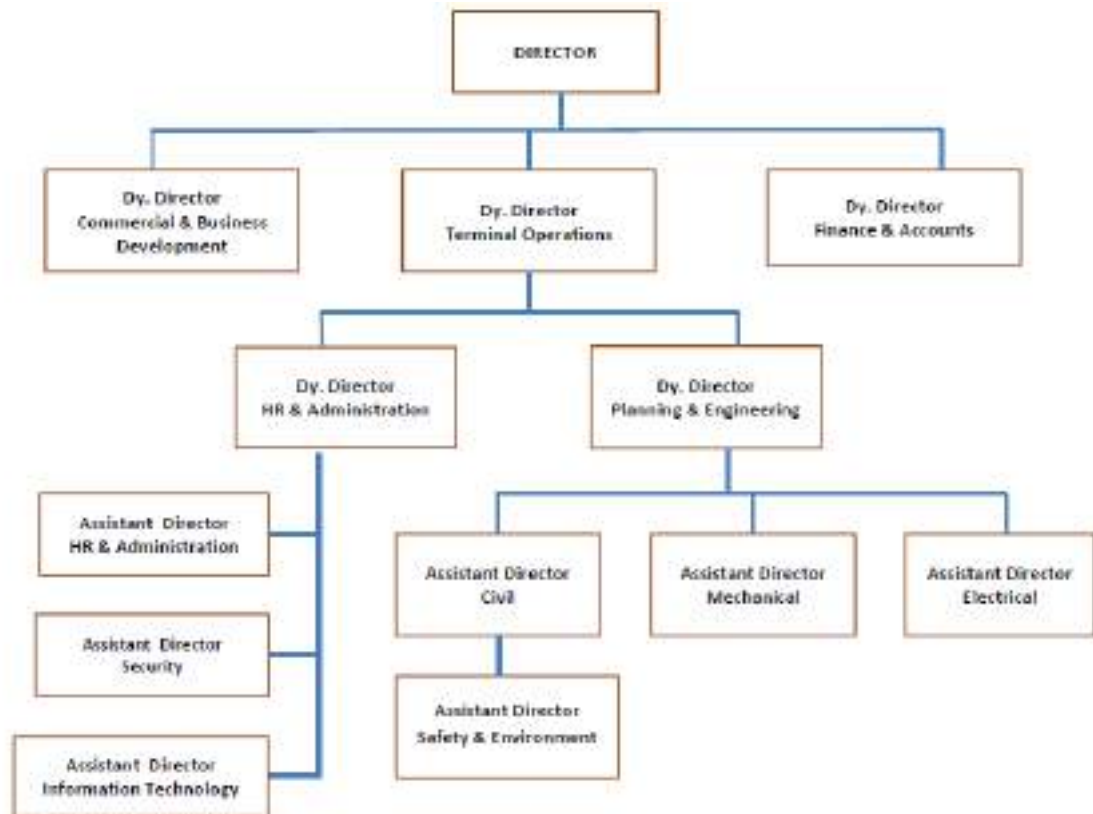 DIRECTOR
Dy. Director
Commercial & Business
Development
Dy. Director
Terminal Operations
Dy. Director
Finance & Accounts
Dy. Director
HR & Administration
Dy. Director
Planning & Engineering
Assistant Director
HR & Administration
Assistant Director
Civil
Assistant Director
Mechanical
Assistant Director
Electrical
Assistant Director
Security
Assistant Director
Safety & Environment
Assistant Director
Information Technology